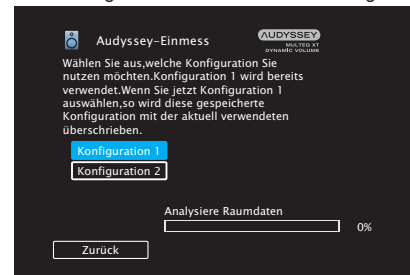 Audyssey-Einmess
AUDYSSEY
MULTEQ XT
DYNAMIC VOLUME
Wählen Sie aus,welche Konfiguration Sie
nutzen möchten.Konfiguration 1 wird bereits
verwendet.Wenn Sie jetzt Konfiguration 1
auswählen,so wird diese gespeicherte
Konfiguration mit der aktuell verwendeten
überschrieben.
Konfiguration 1
Konfiguration 2
Analysiere Raumdaten
0%
Zurück